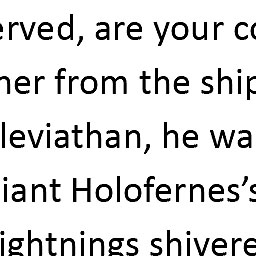 erved, are your co
ner from the ship
leviathan, he wa
iant Holofernes’s
ightnings shivere